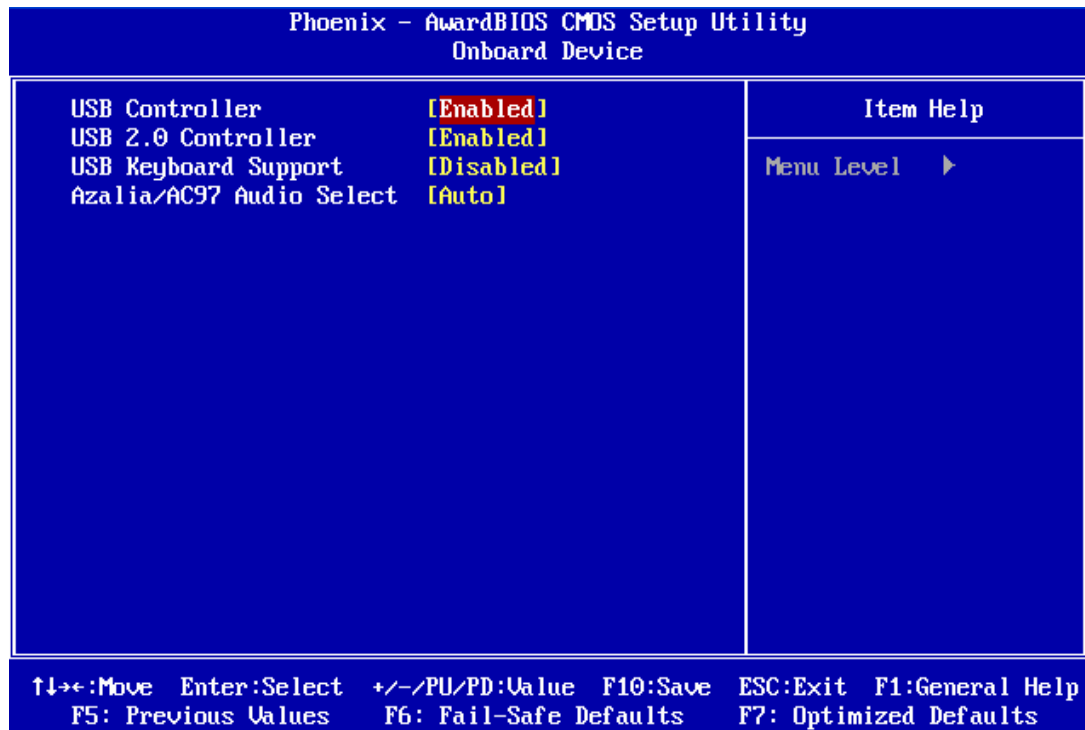 Phoenix - AwardBIOS CMOS Setup Utility
Onboard Device
USB Controller [Enabled]
USB 2.0 Controller [Enabled]
USB Keyboard Support [Disabled]
Azalia/AC97 Audio Select [Auto]
Item Help
Menu Level ▶
↑↓→←:Move Enter:Select +/-/PU/PD:Value F10:Save ESC:Exit F1:General Help
F5: Previous Values F6: Fail-Safe Defaults F7: Optimized Defaults